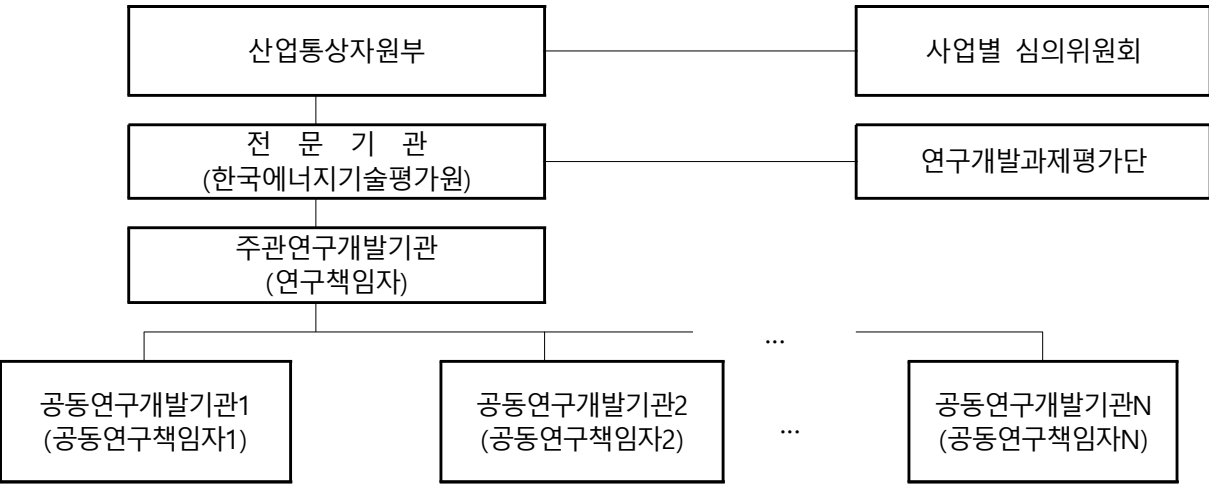 산업통상자원부
사업별 심의위원회
전 문 기 관
(한국에너지기술평가원)
연구개발과제평가단
주관연구개발기관
(연구책임자)
...
공동연구개발기관1
(공동연구책임자1)
공동연구개발기관2
(공동연구책임자2)
...
공동연구개발기관N
(공동연구책임자N)